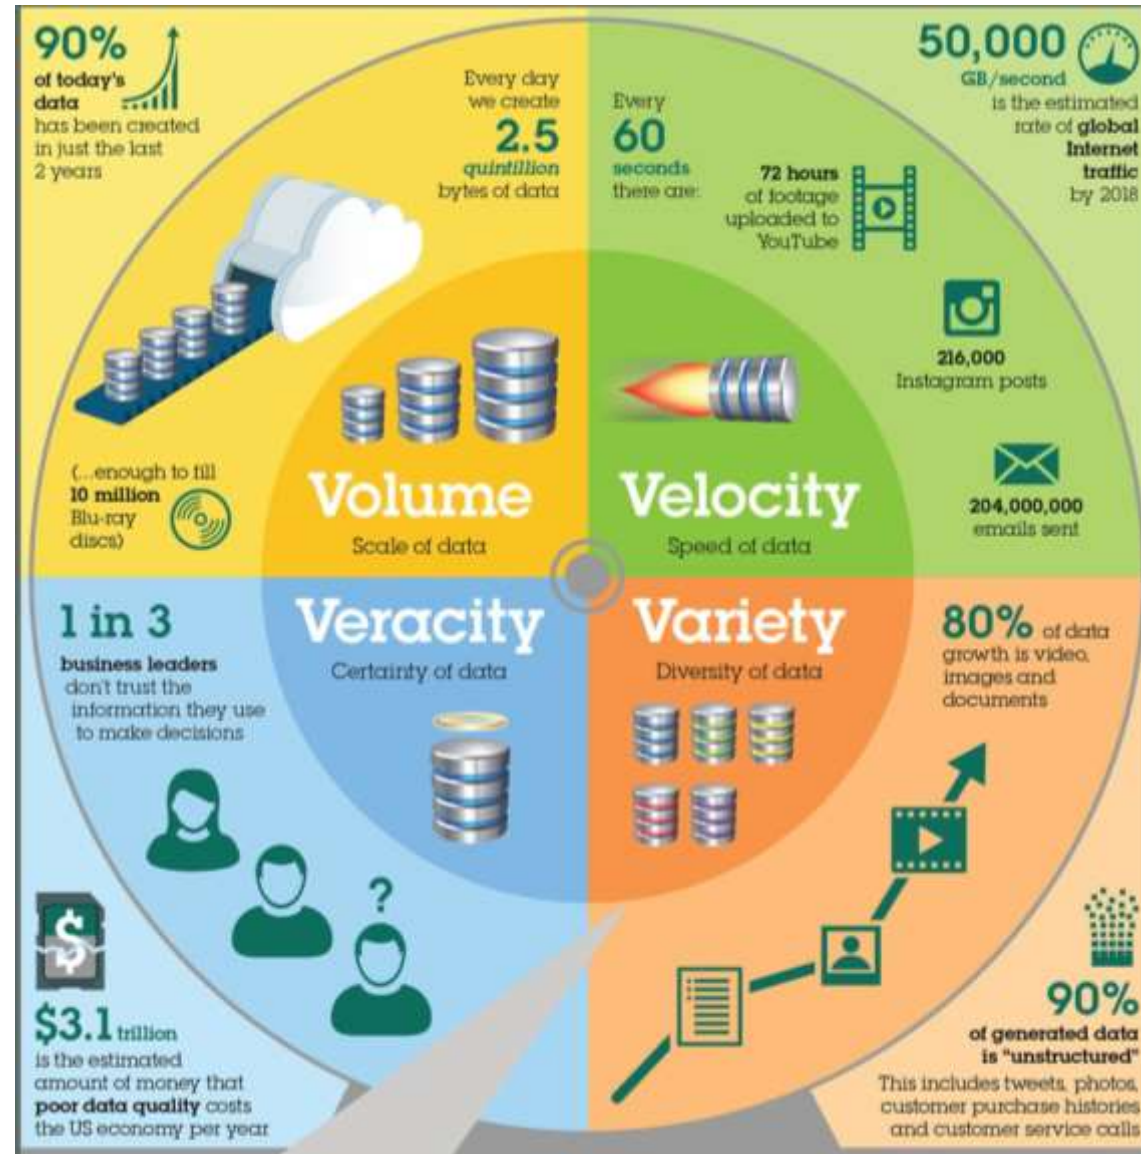 90%
of today's
data
has been created
in just the last
2 years
Every day
we create
2.5
quintillion
bytes of data
(...enough to fill
10 million
Blu-ray
discs)
Volume
Scale of data
Every
60
seconds
there are:
72 hours
of footage
uploaded to
YouTube
50,000
GB/second
is the estimated
rate of global
Internet
traffic
by 2018
216,000
Instagram posts
204,000,000
emails sent
Velocity
Speed of data
1 in 3
business leaders
don't trust the
information they use
to make decisions
Veracity
Certainty of data
?
$
$3.1 trillion
is the estimated
amount of money that
poor data quality costs
the US economy per year
Variety
Diversity of data
80% of data
growth is video,
images and
documents
90%
of generated data
is "unstructured"
This includes tweets, photos,
customer purchase histories
and customer service calls